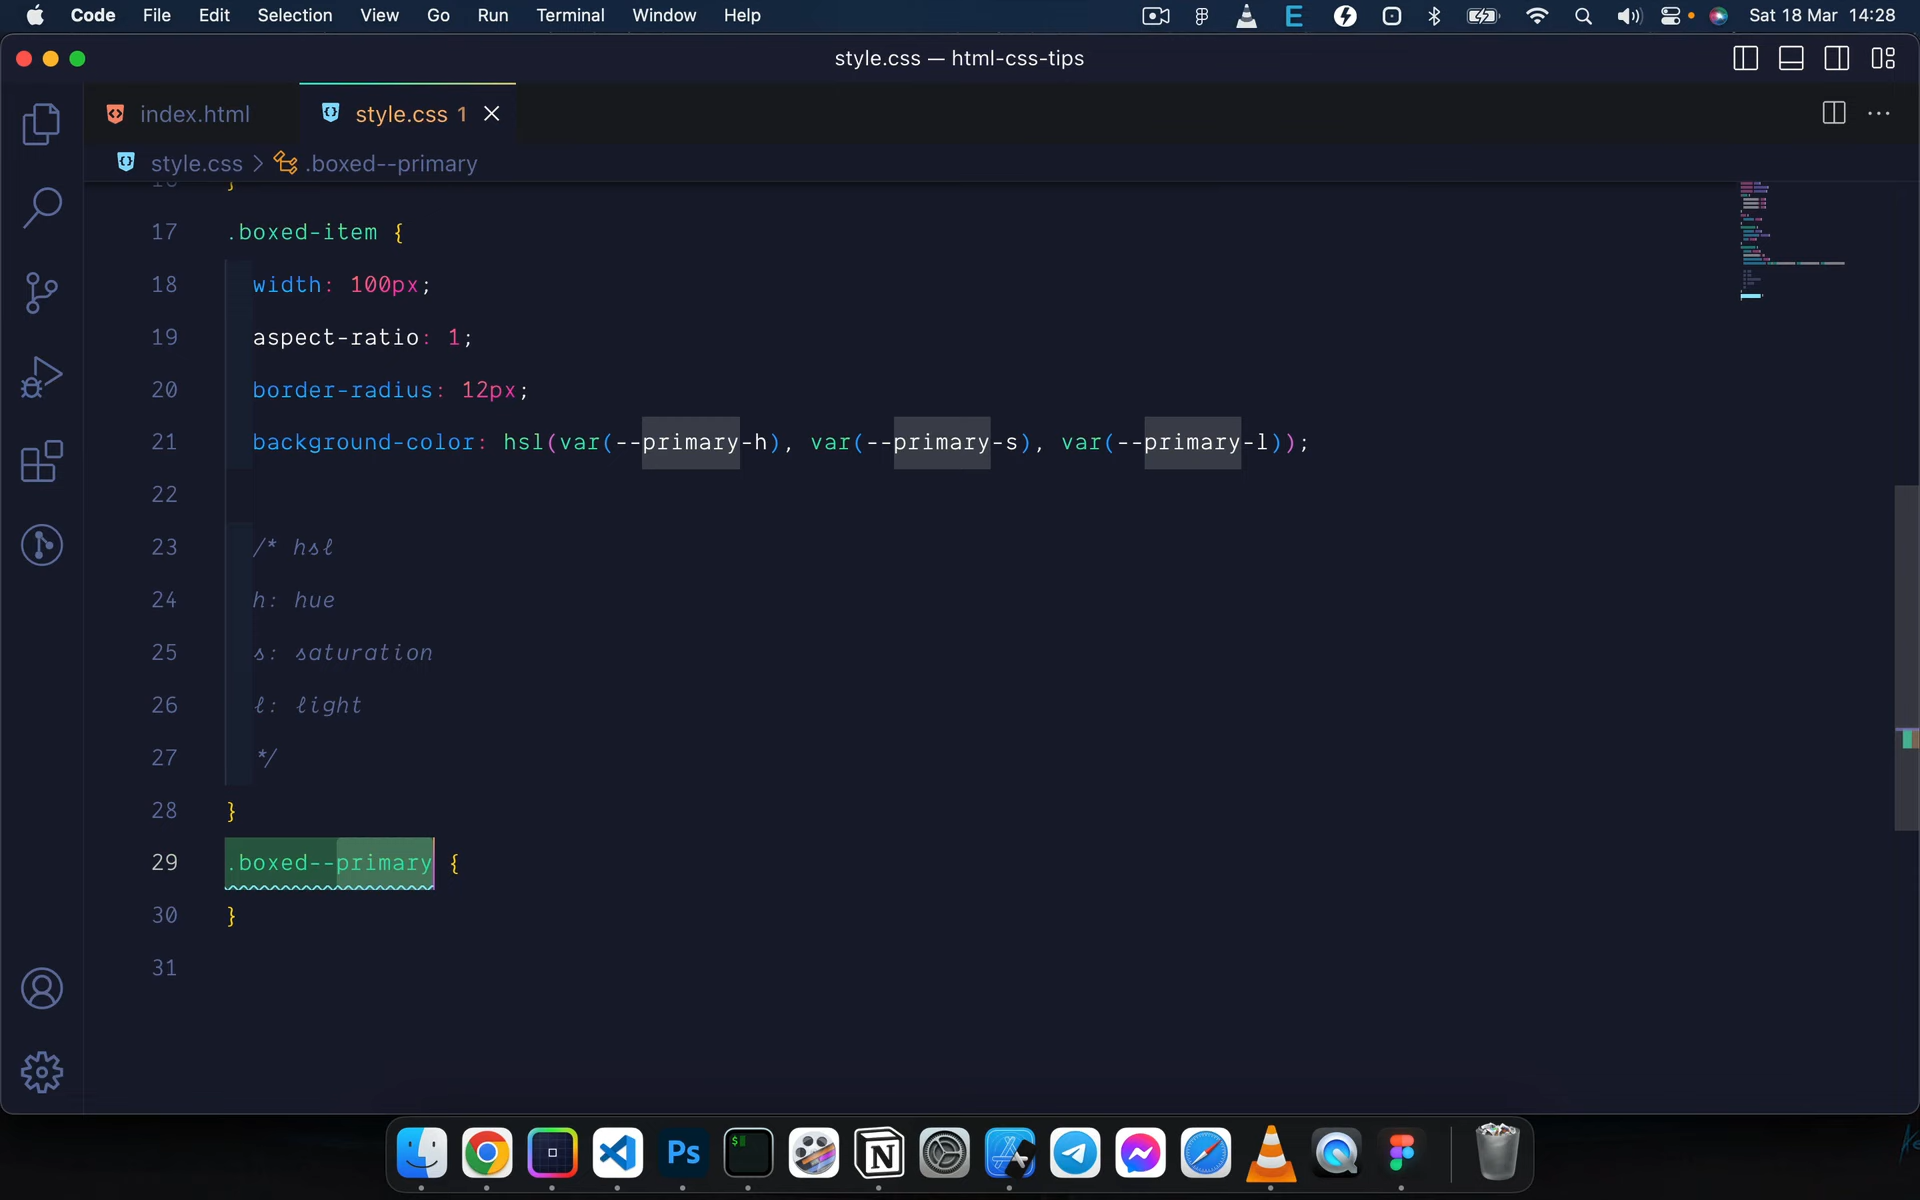 Code File Edit Selection View Go Run Terminal Window Help E Sat 18 Mar 14:28
style.css — html-css-tips
index.html style.css 1
style.css > .boxed--primary
16 }
17 .boxed-item {
18 width: 100px;
19 aspect-ratio: 1;
20 border-radius: 12px;
21 background-color: hsl(var(--primary-h), var(--primary-s), var(--primary-l));
22
23 /* hsl
24 h: hue
25 s: saturation
26 l: light
27 */
28 }
29 .boxed--primary {
30 }
31
Ps $ N